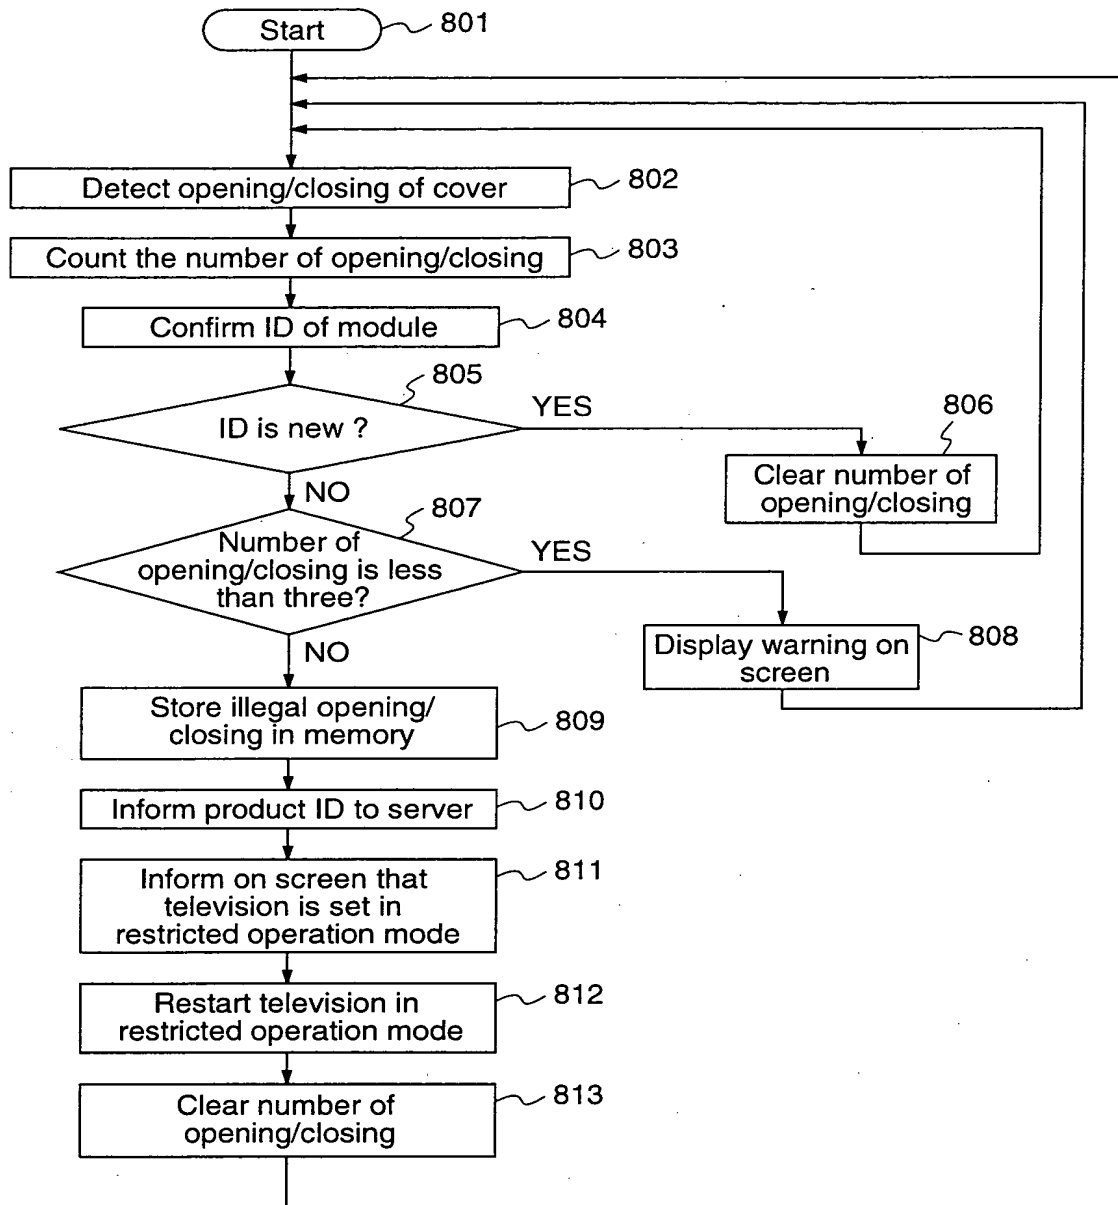 Start
801
Detect opening/closing of cover
802
Count the number of opening/closing
803
Confirm ID of module
804
805
ID is new ?
YES
806
Clear number of
opening/closing
NO
807
Number of
opening/closing is less
than three?
YES
808
Display warning on
screen
NO
Store illegal opening/
closing in memory
809
Inform product ID to server
810
Inform on screen that
television is set in
restricted operation mode
811
Restart television in
restricted operation mode
812
Clear number of
opening/closing
813